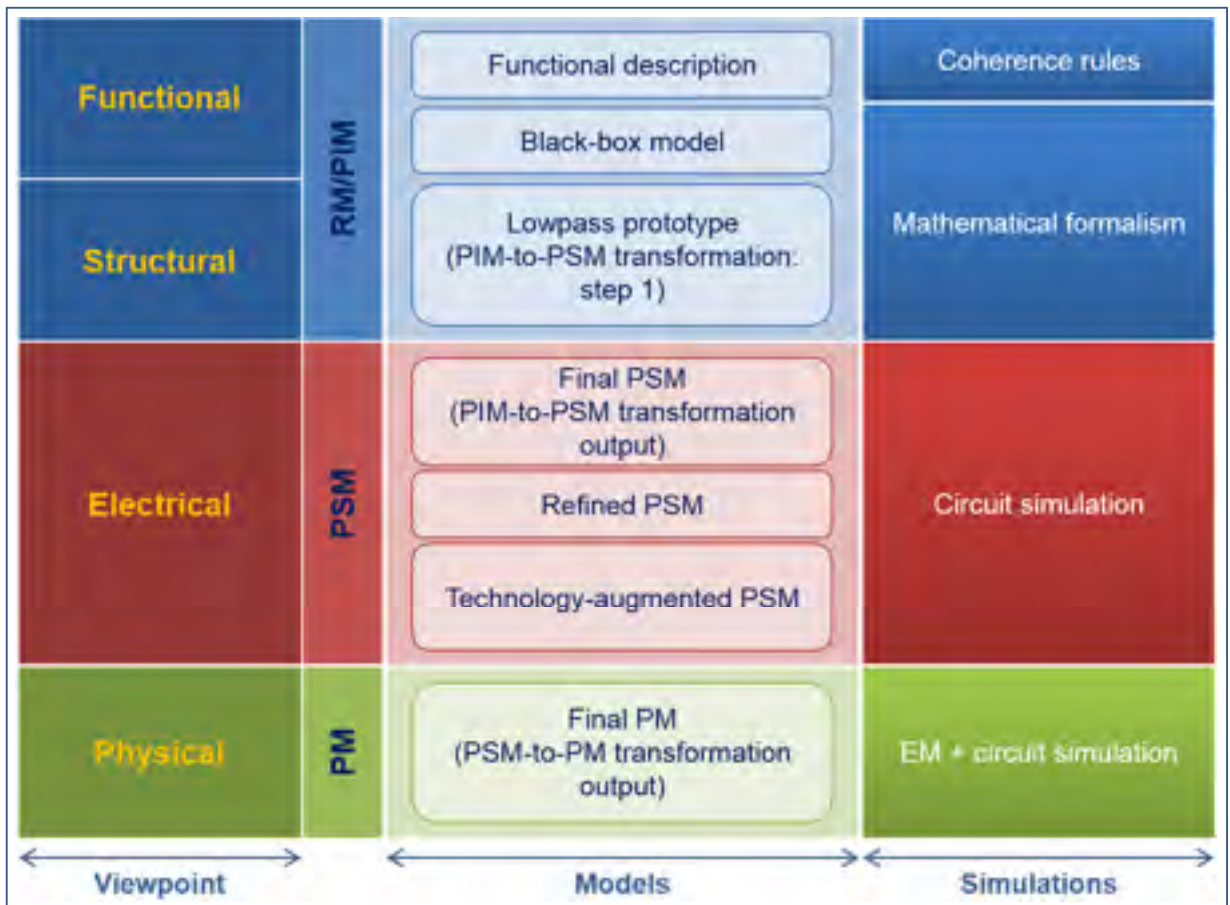 Functional
Structural
RM/PIM
Functional description
Black-box model
Lowpass prototype
(PIM-to-PSM transformation:
step 1)
Coherence rules
Mathematical formalism
Electrical
PSM
Final PSM
(PIM-to-PSM transformation
output)
Refined PSM
Technology-augmented PSM
Circuit simulation
Physical
PM
Final PM
(PSM-to-PM transformation
output)
EM + circuit simulation
Viewpoint
Models
Simulations